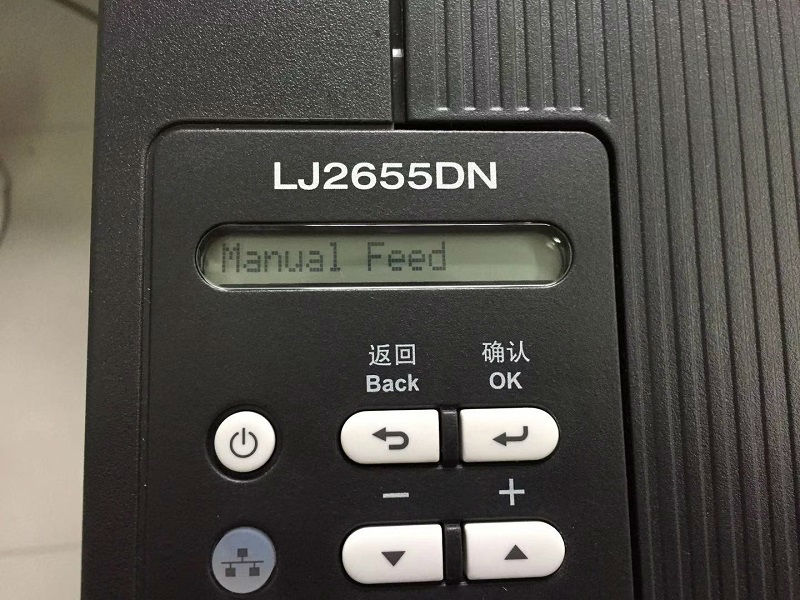 LJ2655DN
Manual Feed
返回 确认
Back OK
− +